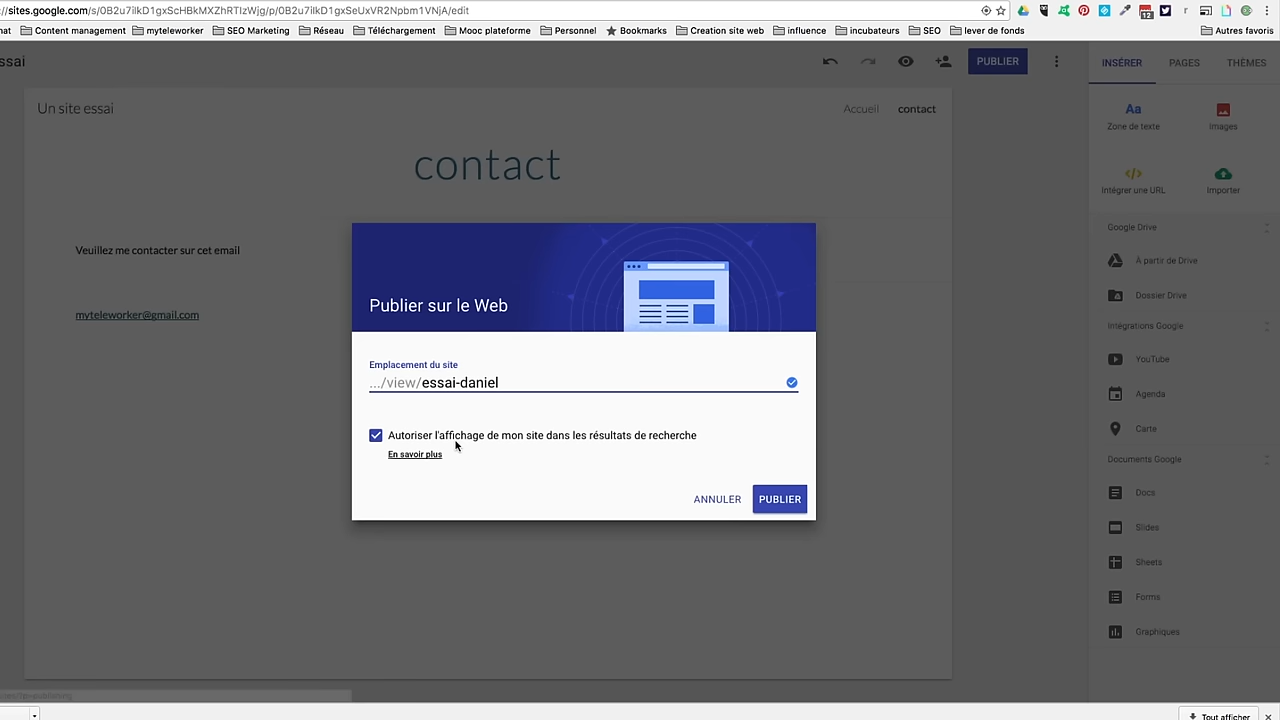 /sites.google.com/s/0B2u7ilkD1gxScHBkMXZhRTIzWjg/p/0B2u7ilkD1gxSeUxVR2Npbm1VNjA/edit
nat Content management myteleworker SEO Marketing Réseau Téléchargement Mooc plateforme Personnel Bookmarks Creation site web influence incubateurs SEO lever de fonds Autres favoris
ssai PUBLIER INSÉRER PAGES THÈMES
12
Un site essai Accueil contact
Aa
Zone de texte Images
contact
Intégrer une URL Importer
Google Drive
Veuillez me contacter sur cet email
À partir de Drive
Dossier Drive
Publier sur le Web
myteleworker@gmail.com
Intégrations Google
YouTube
Emplacement du site
.../view/essai-daniel
Agenda
Carte
Autoriser l'affichage de mon site dans les résultats de recherche
En savoir plus
Documents Google
Docs
ANNULER PUBLIER
Slides
Sheets
Forms
Graphiques
Tout afficher